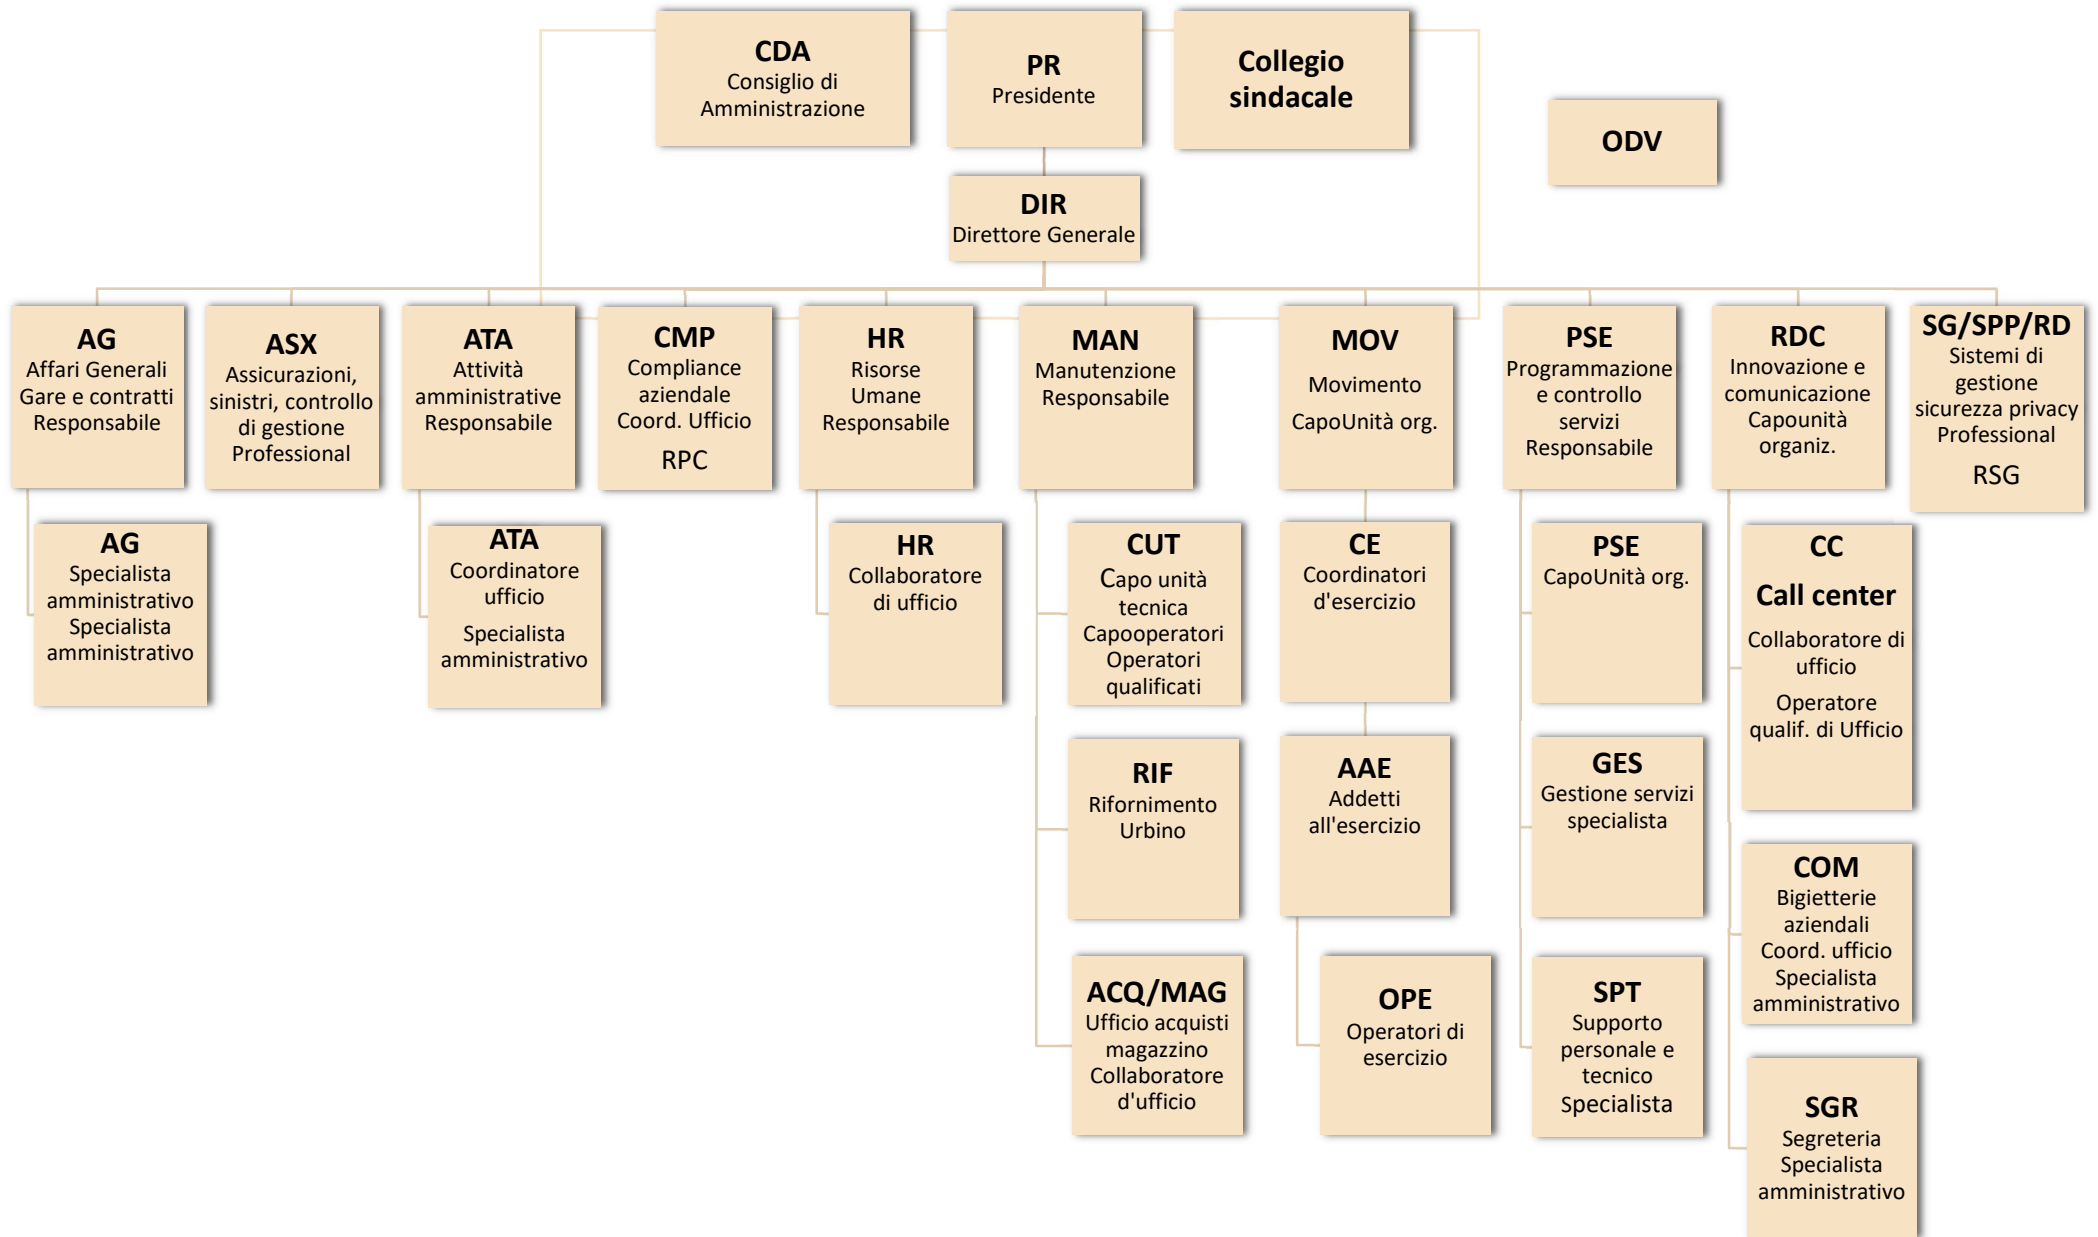 CDA
Consiglio di
Amministrazione
PR
Presidente
Collegio
sindacale
ODV
DIR
Direttore Generale
AG
Affari Generali
Gare e contratti
Responsabile
ASX
Assicurazioni,
sinistri, controllo
di gestione
Professional
ATA
Attività
amministrative
Responsabile
CMP
Compliance
aziendale
Coord. Ufficio
RPC
HR
Risorse
Umane
Responsabile
MAN
Manutenzione
Responsabile
MOV
Movimento
CapoUnità org.
PSE
Programmazione
e controllo
servizi
Responsabile
RDC
Innovazione e
comunicazione
Capounità
organiz.
SG/SPP/RD
Sistemi di
gestione
sicurezza privacy
Professional
RSG
AG
Specialista
amministrativo
Specialista
amministrativo
ATA
Coordinatore
ufficio
Specialista
amministrativo
HR
Collaboratore
di ufficio
CUT
Capo unità
tecnica
Capooperatori
Operatori
qualificati
CE
Coordinatori
d'esercizio
PSE
CapoUnità org.
CC
Call center
Collaboratore di
ufficio
Operatore
qualif. di Ufficio
RIF
Rifornimento
Urbino
AAE
Addetti
all'esercizio
GES
Gestione servizi
specialista
COM
Bigietterie
aziendali
Coord. ufficio
Specialista
amministrativo
ACQ/MAG
Ufficio acquisti
magazzino
Collaboratore
d'ufficio
OPE
Operatori di
esercizio
SPT
Supporto
personale e
tecnico
Specialista
SGR
Segreteria
Specialista
amministrativo